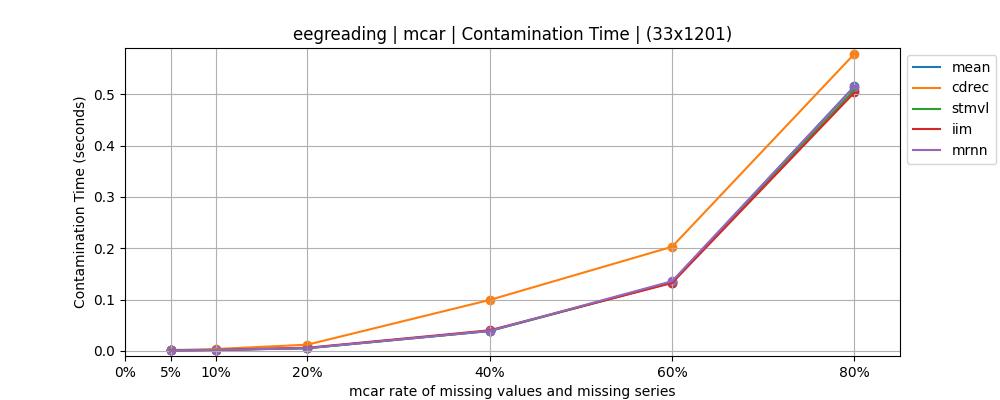 eegreading | mcar | Contamination Time | (33x1201)
Contamination Time (seconds)
0.5
0.4
0.3
0.2
0.1
0.0
0% 5% 10% 20% 40% 60% 80%
mcar rate of missing values and missing series
mean
cdrec
stmvl
iim
mrnn